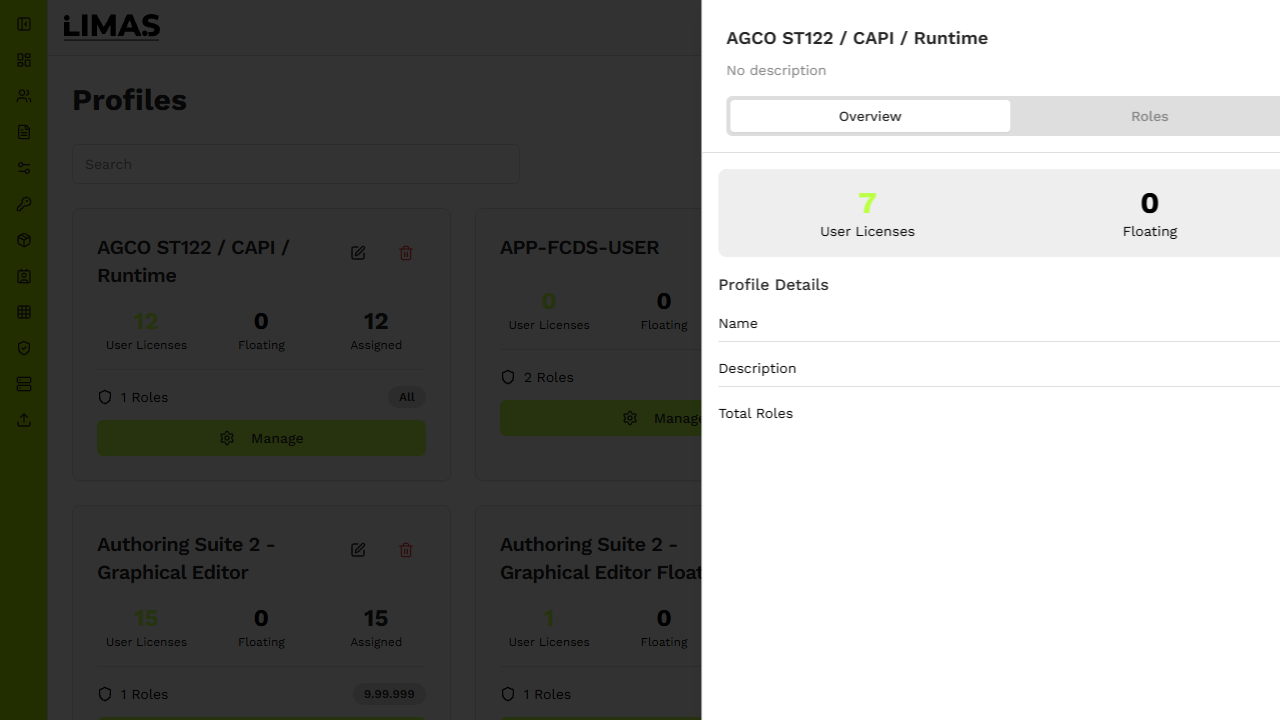 LIMAS
Profiles
Search
AGCO ST122 / CAPI /
Runtime
12
User Licenses
0
Floating
12
Assigned
1 Roles
All
Manage
APP-FCDS-USER
0
User Licenses
0
Floating
2 Roles
Manage
Authoring Suite 2 -
Graphical Editor
15
User Licenses
0
Floating
15
Assigned
1 Roles
9.99.999
Authoring Suite 2 -
Graphical Editor Float
1
User Licenses
0
Floating
1 Roles
AGCO ST122 / CAPI / Runtime
No description
Overview
Roles
7
User Licenses
0
Floating
Profile Details
Name
Description
Total Roles